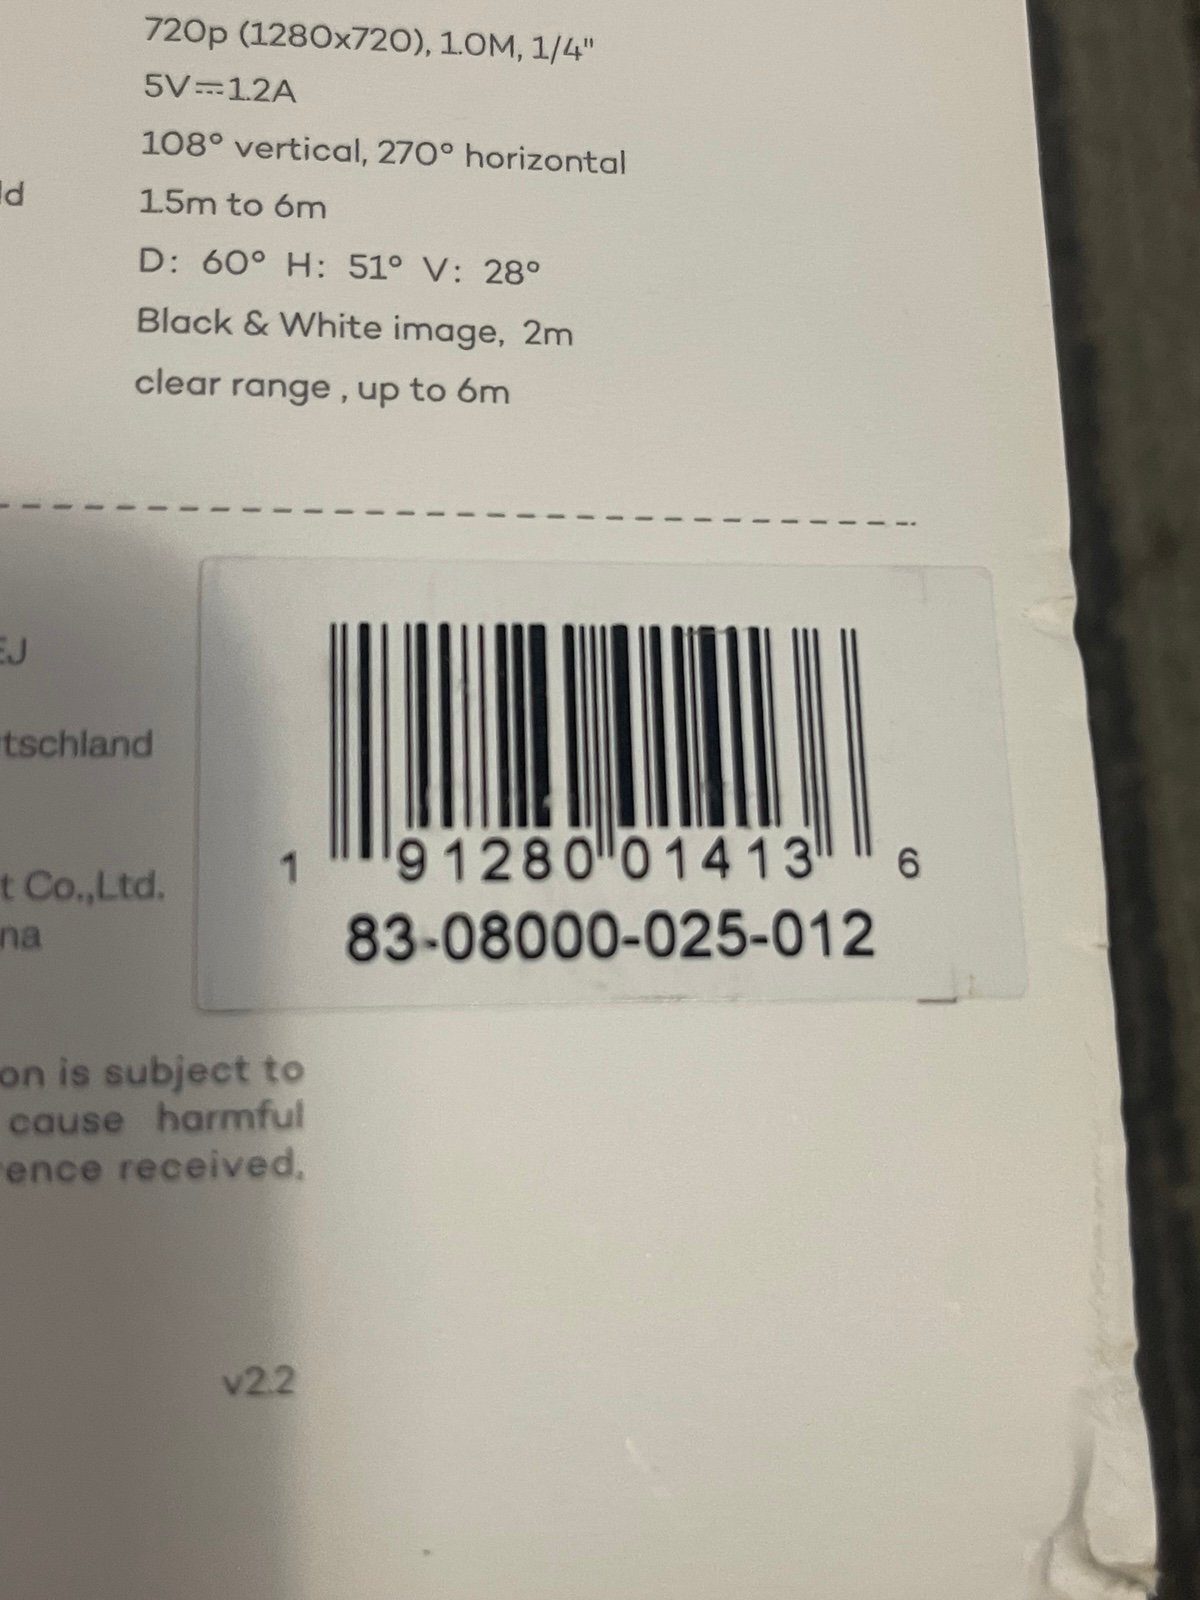 720p (1280x720), 1.0M, 1/4"
5V⎓1.2A
108° vertical, 270° horizontal
1.5m to 6m
D: 60° H: 51° V: 28°
Black & White image, 2m
clear range , up to 6m
EJ
tschland
1 91280 01413 6
t Co.,Ltd.
na
83-08000-025-012
on is subject to
cause harmful
ence received,
v2.2